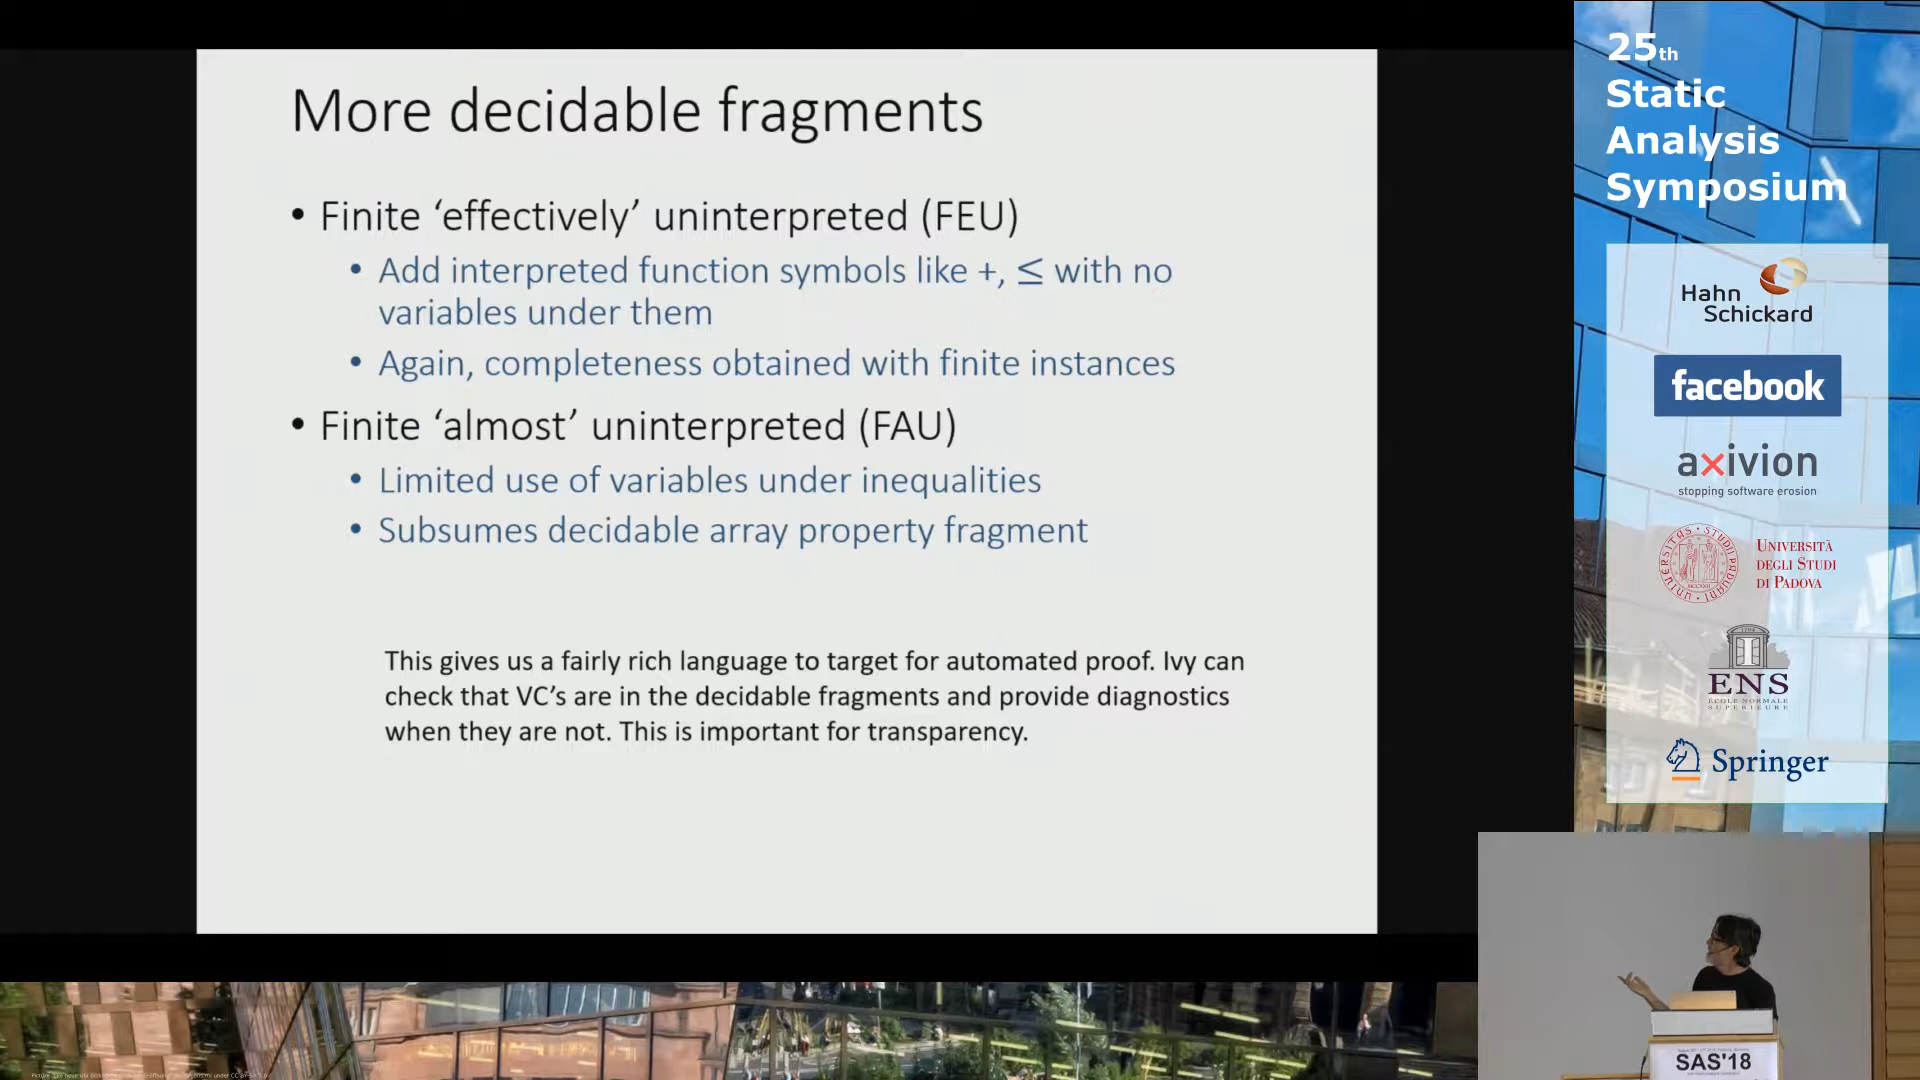 More decidable fragments
• Finite ‘effectively’ uninterpreted (FEU)
• Add interpreted function symbols like +, ≤ with no
variables under them
• Again, completeness obtained with finite instances
• Finite ‘almost’ uninterpreted (FAU)
• Limited use of variables under inequalities
• Subsumes decidable array property fragment
This gives us a fairly rich language to target for automated proof. Ivy can
check that VC’s are in the decidable fragments and provide diagnostics
when they are not. This is important for transparency.
25th
Static
Analysis
Symposium
Hahn
Schickard
facebook
axivion
stopping software erosion
UNIVERSITÀ
DEGLI STUDI
DI PADOVA
ENS
ECOLE NORMALE
SUPERIEURE
Springer
SAS'18